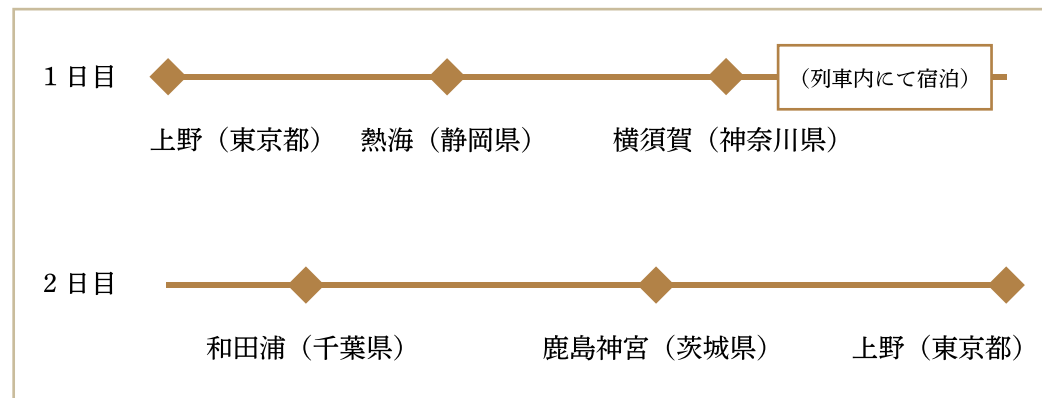 1日目
(列車内にて宿泊)
上野(東京都) 熱海(静岡県) 横須賀(神奈川県)
2日目
和田浦(千葉県) 鹿島神宮(茨城県) 上野(東京都)